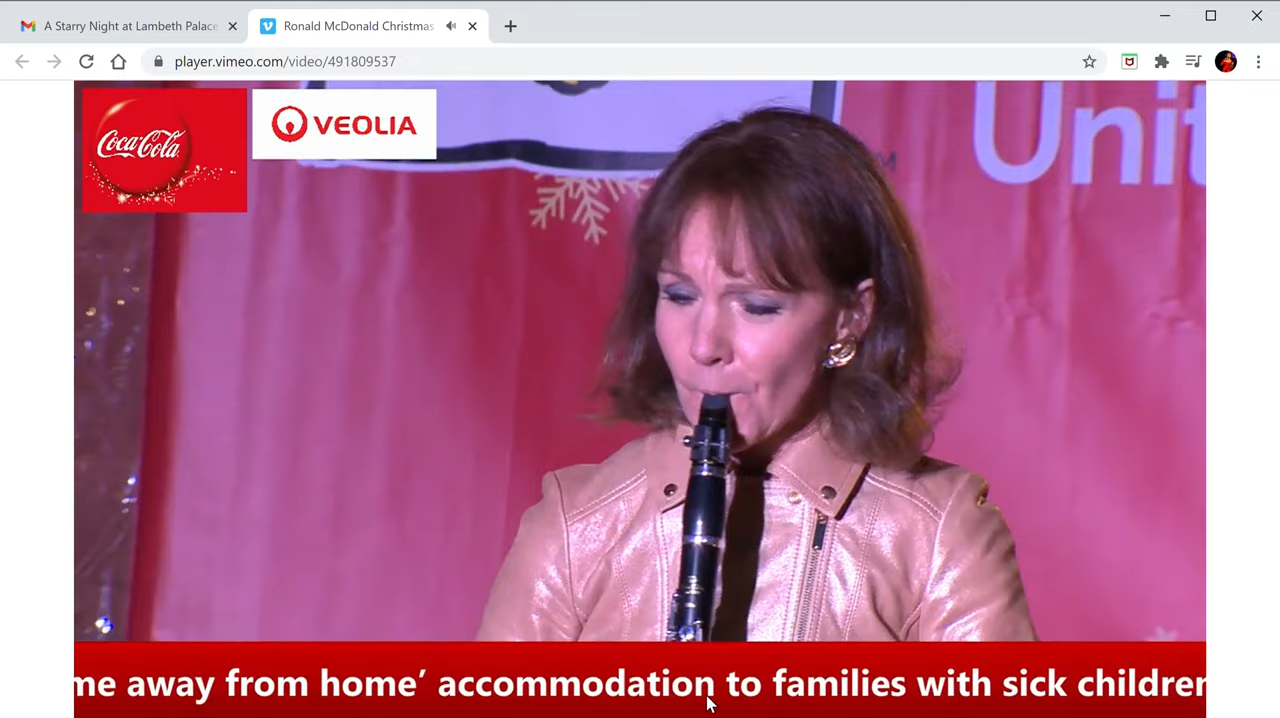 A Starry Night at Lambeth Palace
Ronald McDonald Christmas
player.vimeo.com/video/491809537
Coca-Cola
VEOLIA
Unit
me away from home’ accommodation to families with sick children